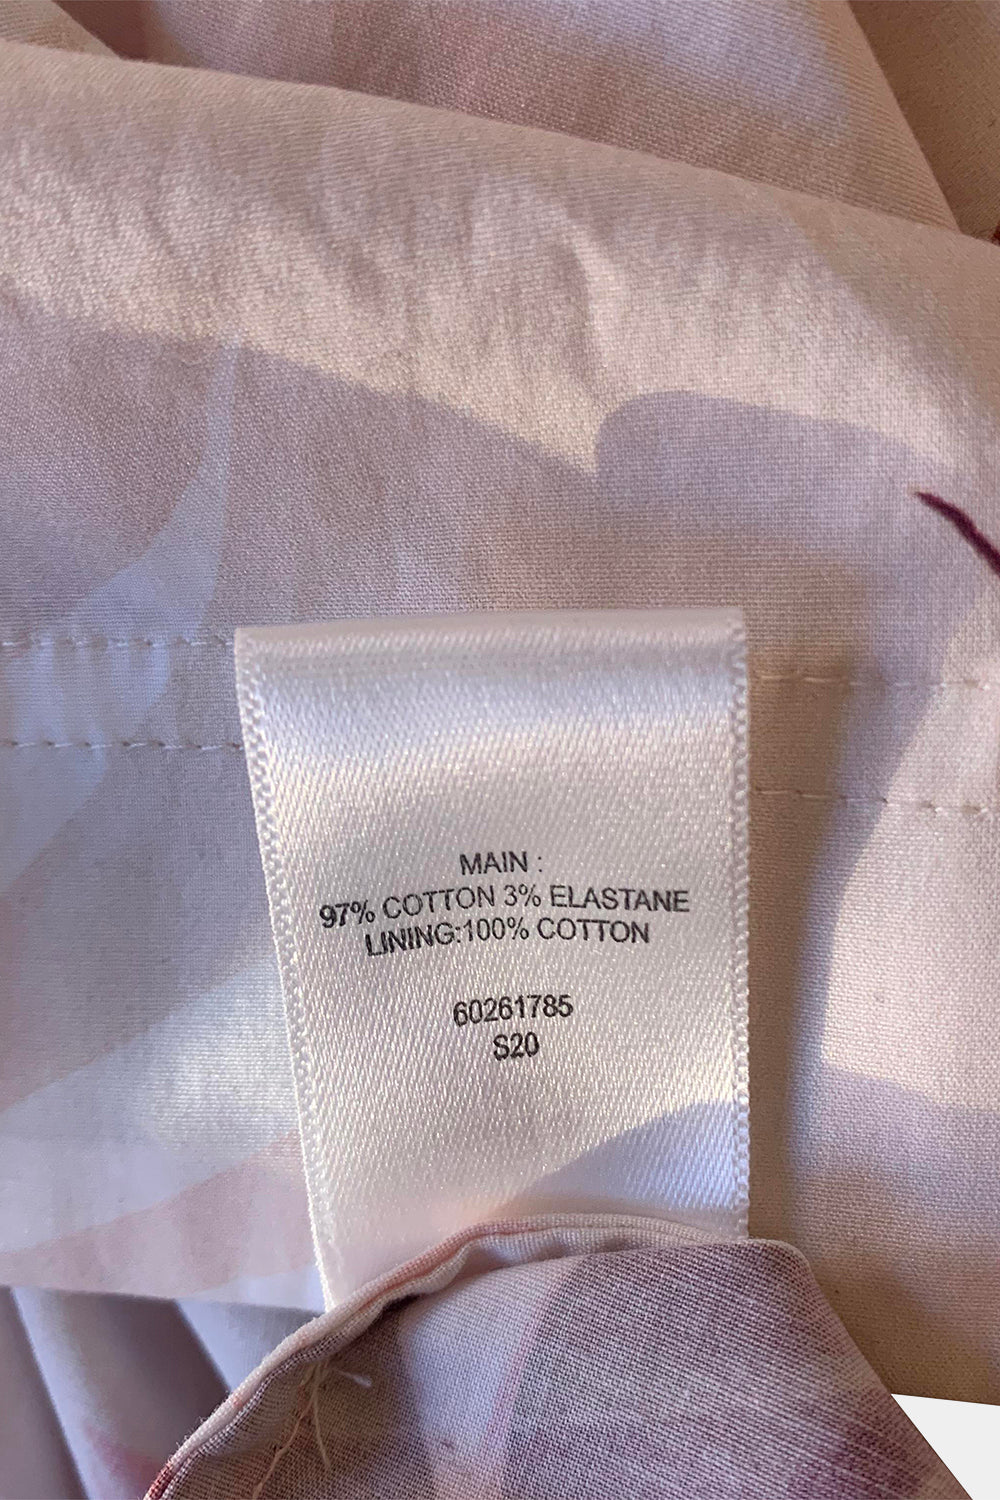 MAIN :
97% COTTON 3% ELASTANE
LINING:100% COTTON
60261785
S20